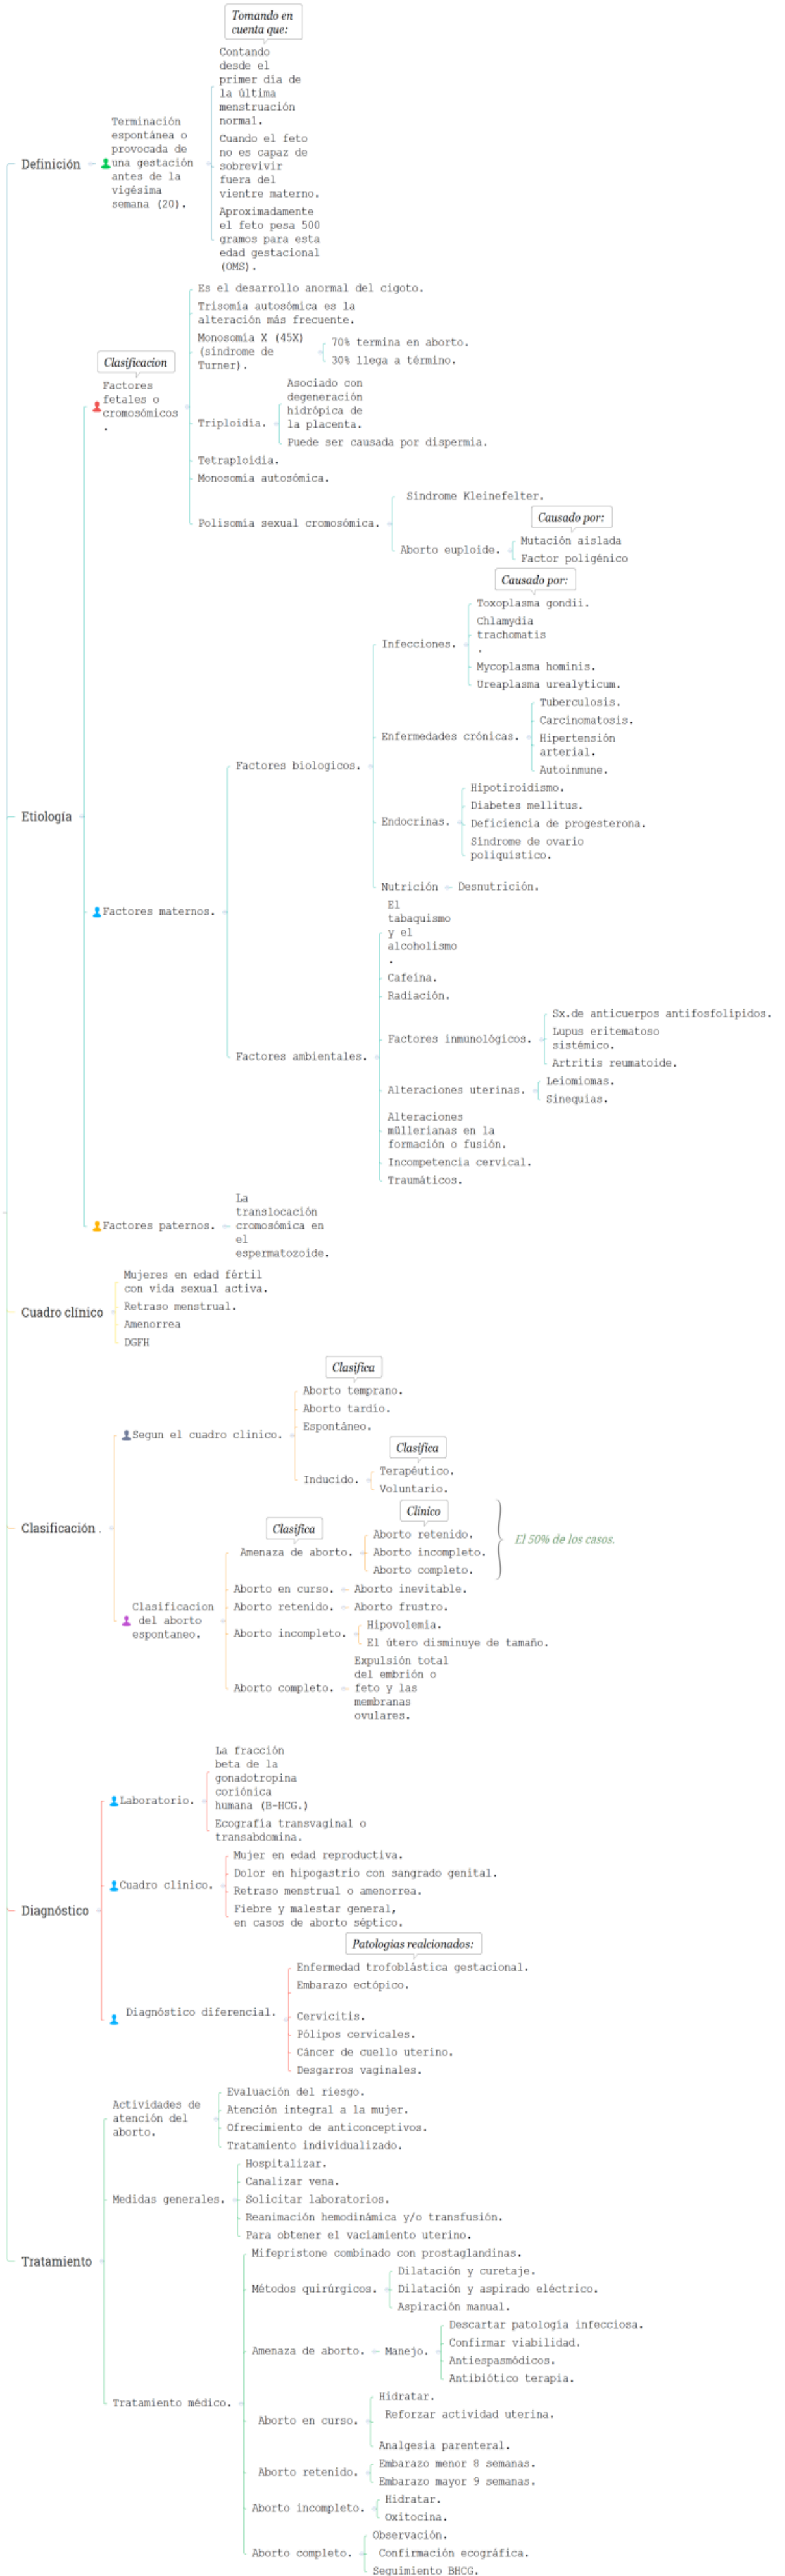 Tomando en
cuenta que:
Definición
Terminación
espontánea o
provocada de
una gestación
antes de la
vigésima
semana (20).
Contando
desde el
primer día de
la última
menstruación
norma1.
Cuando el feto
no es capaz de
sobrevivir
fuera del
vientre materno.
Aproximadamente
el feto pesa 500
gramos para esta
edad gestacional
(OMS).
Etiología
Clasificacion
Factores
fetales o
cromosómicos
.
Es el desarrollo anormal del cigoto.
Trisomía autosómica es la
alteración más frecuente.
Monosomía X (45X)
(síndrome de
Turner).
70% termina en aborto.
30% llega a término.
Triploidía.
Asociado con
degeneración
hidrópica de
la placenta.
Puede ser causada por dispermia.
Tetraploidía.
Monosomía autosómica.
Polisomía sexual cromosómica.
Síndrome Kleinefelter.
Aborto euploide.
Causado por:
Mutación aislada
Factor poligénico
Factores maternos.
Factores biologicos.
Infecciones.
Causado por:
Toxoplasma gondii.
Chlamydia
trachomatis
.
Mycoplasma hominis.
Ureaplasma urealyticum.
Enfermedades crónicas.
Tuberculosis.
Carcinomatosis.
Hipertensión
arterial.
Autoinmune.
Endocrinas.
Hipotiroidismo.
Diabetes mellitus.
Deficiencia de progesterona.
Síndrome de ovario
poliquístico.
Nutrición
Desnutrición.
Factores ambientales.
El
tabaquismo
y el
alcoholismo
.
Cafeína.
Radiación.
Factores inmunológicos.
Sx.de anticuerpos antifosfolípidos.
Lupus eritematoso
sistémico.
Artritis reumatoide.
Alteraciones uterinas.
Leiomiomas.
Sinequias.
Alteraciones
müllerianas en la
formación o fusión.
Incompetencia cervical.
Traumáticos.
Factores paternos.
La
translocación
cromosómica en
el
espermatozoide.
Cuadro clínico
Mujeres en edad fértil
con vida sexual activa.
Retraso menstrual.
Amenorrea
DGFH
Clasificación .
Segun el cuadro clinico.
Clasifica
Aborto temprano.
Aborto tardío.
Espontáneo.
Inducido.
Clasifica
Terapéutico.
Voluntario.
Clasificacion
del aborto
espontaneo.
Clasifica
Amenaza de aborto.
Clinico
Aborto retenido.
Aborto incompleto.
Aborto completo.
El 50% de los casos.
Aborto en curso.
Aborto inevitable.
Aborto retenido.
Aborto frustro.
Aborto incompleto.
Hipovolemia.
El útero disminuye de tamaño.
Aborto completo.
Expulsión total
del embrión o
feto y las
membranas
ovulares.
Diagnóstico
Laboratorio.
La fracción
beta de la
gonadotropina
coriónica
humana (B-HCG.)
Ecografía transvaginal o
transabdomina.
Cuadro clinico.
Mujer en edad reproductiva.
Dolor en hipogastrio con sangrado genital.
Retraso menstrual o amenorrea.
Fiebre y malestar general,
en casos de aborto séptico.
Diagnóstico diferencial.
Patologías realcionados:
Enfermedad trofoblástica gestacional.
Embarazo ectópico.
Cervicitis.
Pólipos cervicales.
Cáncer de cuello uterino.
Desgarros vaginales.
Tratamiento
Actividades de
atención del
aborto.
Evaluación del riesgo.
Atención integral a la mujer.
Ofrecimiento de anticonceptivos.
Tratamiento individualizado.
Medidas generales.
Hospitalizar.
Canalizar vena.
Solicitar laboratorios.
Reanimación hemodinámica y/o transfusión.
Para obtener el vaciamiento uterino.
Tratamiento médico.
Mifepristone combinado con prostaglandinas.
Métodos quirúrgicos.
Dilatación y curetaje.
Dilatación y aspirado eléctrico.
Aspiración manual.
Amenaza de aborto.
Manejo.
Descartar patología infecciosa.
Confirmar viabilidad.
Antiespasmódicos.
Antibiótico terapia.
Aborto en curso.
Hidratar.
Reforzar actividad uterina.
Analgesia parenteral.
Aborto retenido.
Embarazo menor 8 semanas.
Embarazo mayor 9 semanas.
Aborto incompleto.
Hidratar.
Oxitocina.
Aborto completo.
Observación.
Confirmación ecográfica.
Seguimiento BHCG.